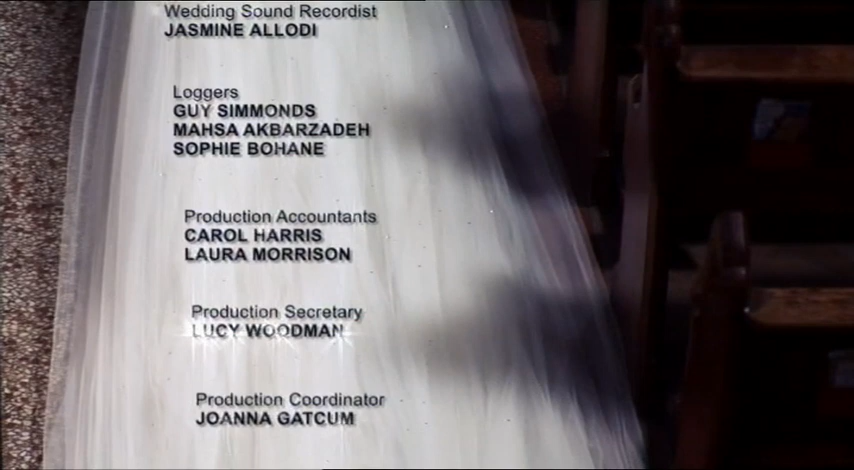 Wedding Sound Recordist
JASMINE ALLODI
Loggers
GUY SIMMONDS
MAHSA AKBARZADEH
SOPHIE BOHANE
Production Accountants
CAROL HARRIS
LAURA MORRISON
Production Secretary
LUCY WOODMAN
Production Coordinator
JOANNA GATCUM